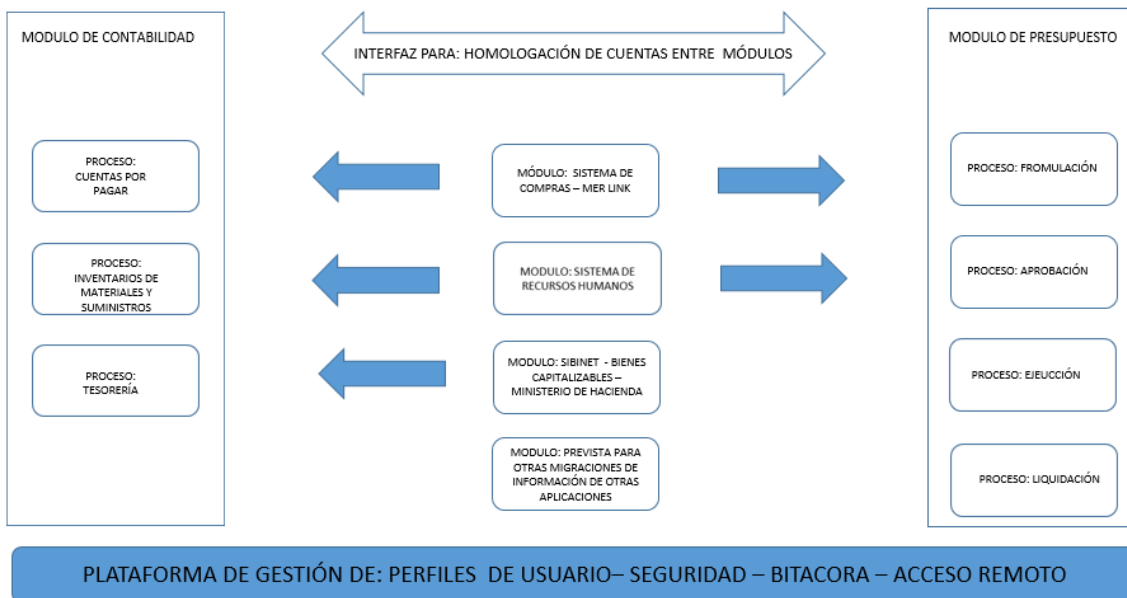 MODULO DE CONTABILIDAD
INTERFAZ PARA: HOMOLOGACIÓN DE CUENTAS ENTRE MÓDULOS
MODULO DE PRESUPUESTO
PROCESO:
CUENTAS POR
PAGAR
PROCESO:
INVENTARIOS DE
MATERIALES Y
SUMINISTROS
PROCESO:
TESORERÍA
MÓDULO: SISTEMA DE
COMPRAS – MER LINK
MODULO: SISTEMA DE
RECURSOS HUMANOS
MODULO: SIBINET - BIENES
CAPITALIZABLES –
MINISTERIO DE HACIENDA
MODULO: PREVISTA PARA
OTRAS MIGRACIONES DE
INFORMACIÓN DE OTRAS
APLICACIONES
PROCESO: FROMULACIÓN
PROCESO: APROBACIÓN
PROCESO: EJEUCCIÓN
PROCESO: LIQUIDACIÓN
PLATAFORMA DE GESTIÓN DE: PERFILES DE USUARIO– SEGURIDAD – BITACORA – ACCESO REMOTO